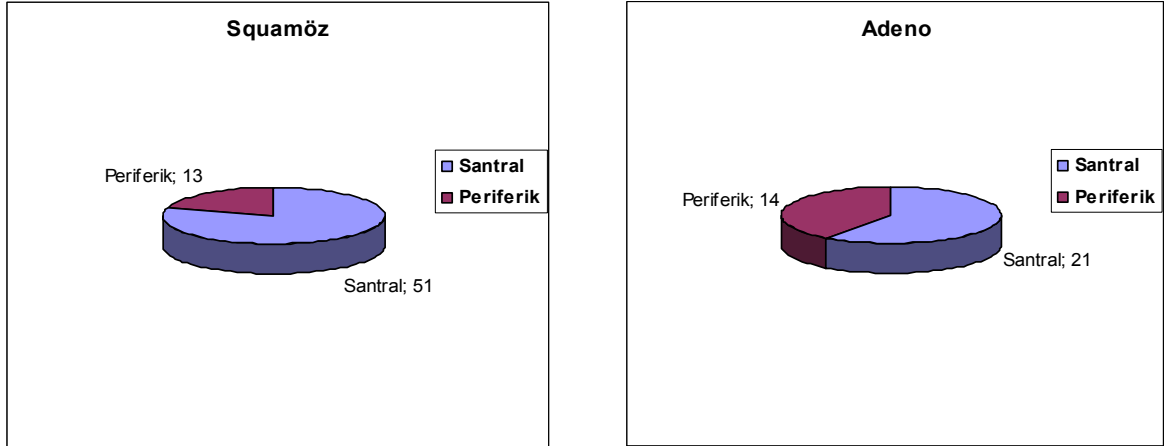 Squamöz
Periferik; 13
Santral; 51
Santral
Periferik
Adeno
Periferik; 14
Santral; 21
Santral
Periferik